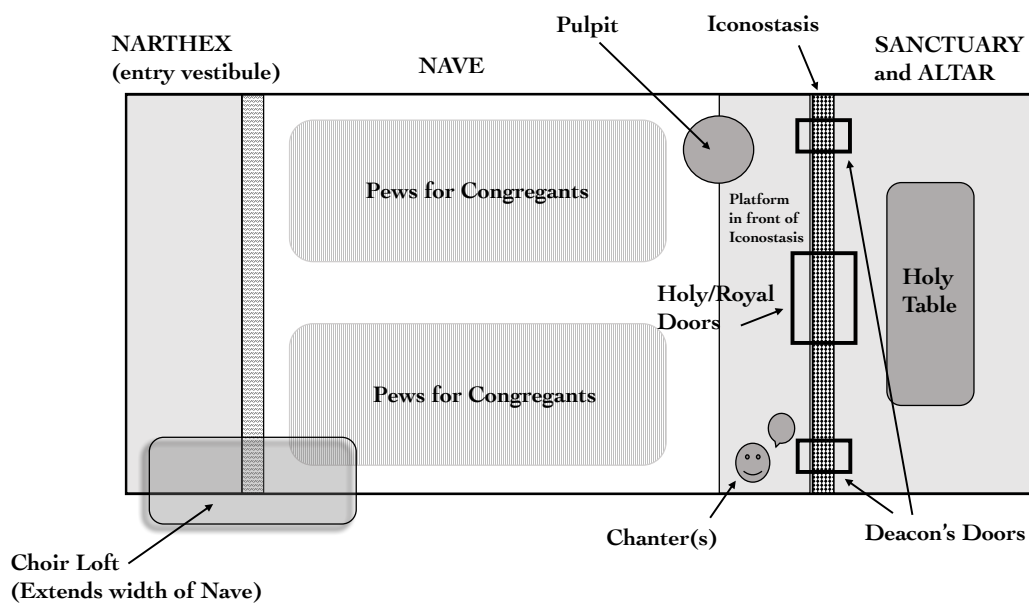 Pulpit
Iconostasis
NARTHEX
(entry vestibule)
NAVE
SANCTUARY
and ALTAR
Pews for Congregants
Platform
in front of
Iconostasis
Holy/Royal
Doors
Holy
Table
Pews for Congregants
Chanter(s)
Deacon's Doors
Choir Loft
(Extends width of Nave)